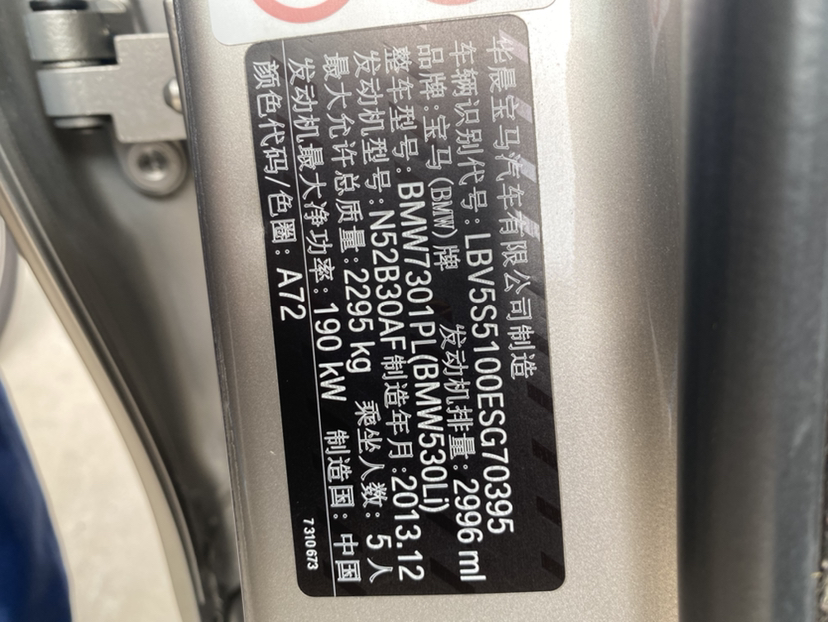 华晨宝马汽车有限公司制造
车辆识别代号:LBV5S5100ESG70395
品牌:宝马(BMW)牌 发动机排量:2996 ml
整车型号:BMW7301PL(BMW530Li)
发动机型号:N52B30AF 制造年月:2013.12
最大允许总质量:2295 kg 乘坐人数:5 人
发动机最大净功率:190 kW 制造国:中国
颜色代码/色圈:A72
7 310 673